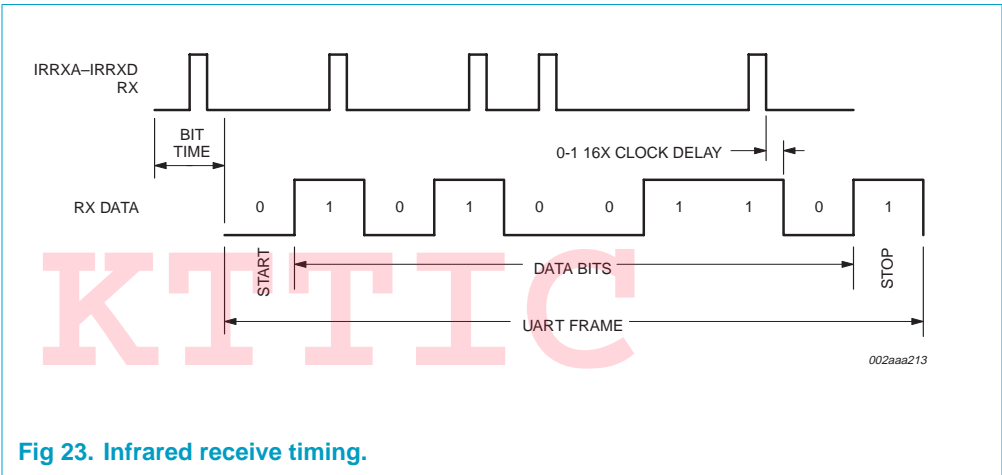 IRRXA–IRRXD
RX
BIT
TIME
0-1 16X CLOCK DELAY
RX DATA
0 1 0 1 0 0 1 1 0 1
START
DATA BITS
STOP
UART FRAME
KTTIC
002aaa213
Fig 23. Infrared receive timing.